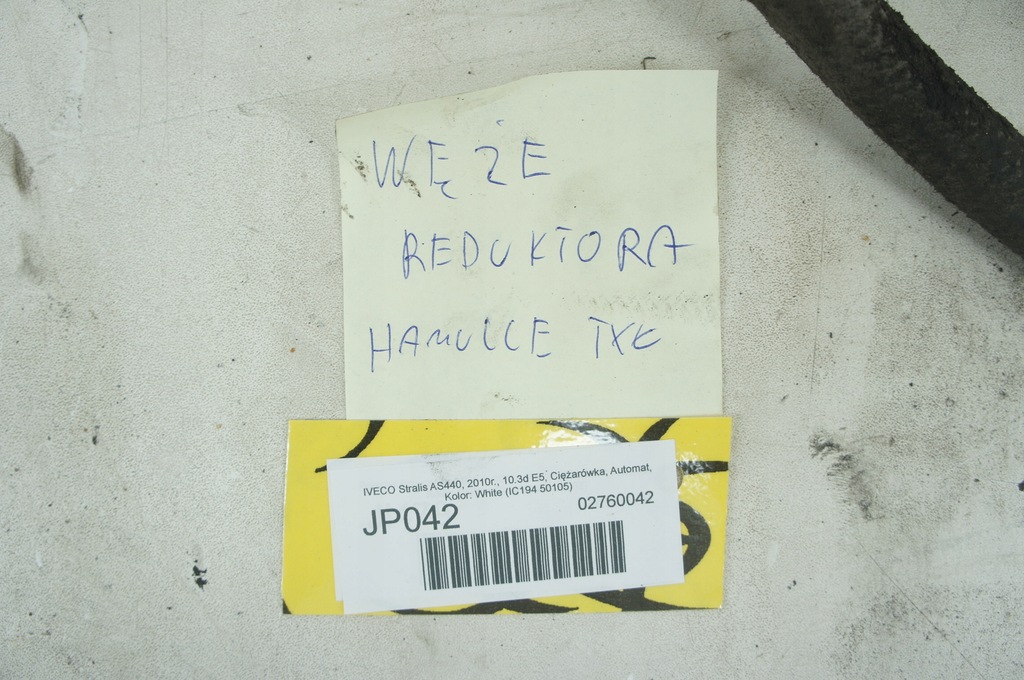 WĘŻE
REDUKTORA
HAMULCE TYŁ
IVECO Stralis AS440, 2010r., 10.3d E5, Ciężarówka, Automat,
Kolor: White (IC194 50105)
JP042
02760042